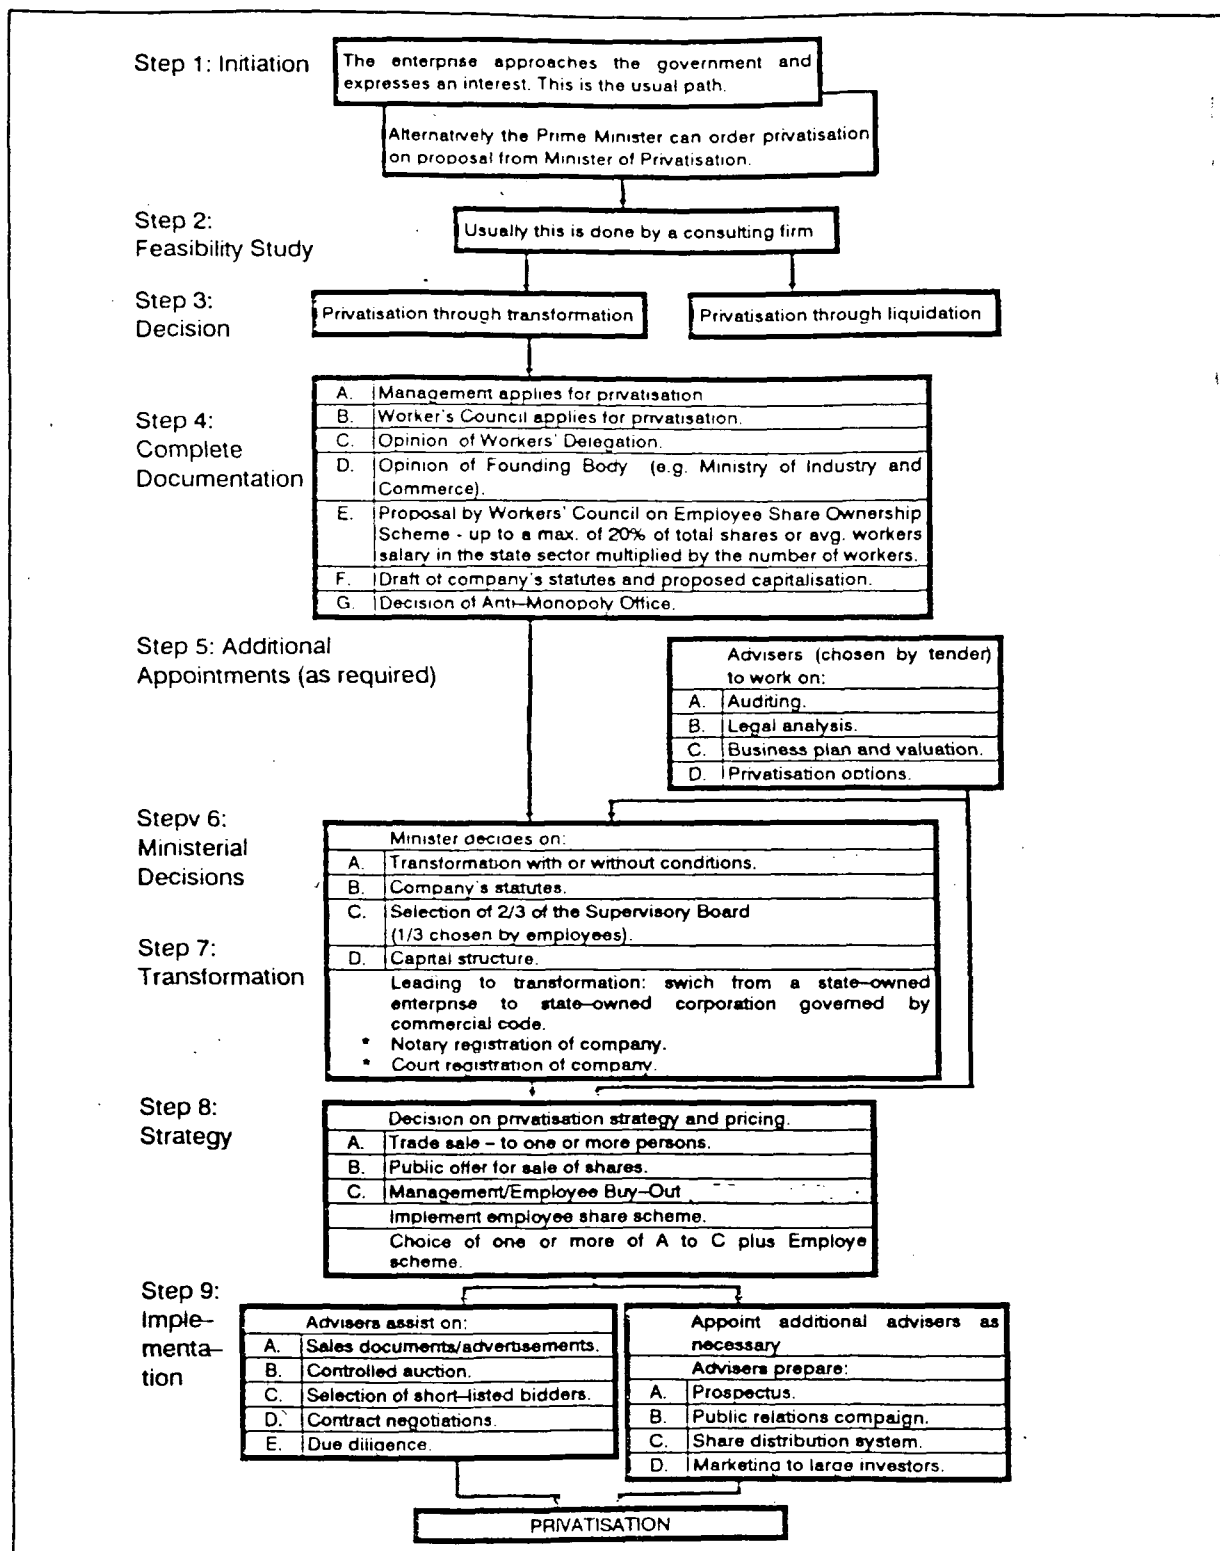 Step 1: Initiation
The enterprise approaches the government and
expresses an interest. This is the usual path.
Alternatively the Prime Minister can order privatisation
on proposal from Minister of Privatisation.
Step 2:
Feasibility Study
Usually this is done by a consulting firm
Step 3:
Decision
Privatisation through transformation
Privatisation through liquidation
Step 4:
Complete
Documentation
A. Management applies for privatisation
B. Worker's Council applies for privatisation.
C. Opinion of Workers' Delegation.
D. Opinion of Founding Body (e.g. Ministry of Industry and
Commerce).
E. Proposal by Workers' Council on Employee Share Ownership
Scheme - up to a max. of 20% of total shares or avg. workers
salary in the state sector multiplied by the number of workers.
F. Draft of company's statutes and proposed capitalisation.
G. Decision of Anti-Monopoly Office.
Step 5: Additional
Appointments (as required)
Advisers (chosen by tender)
to work on:
A. Auditing.
B. Legal analysis.
C. Business plan and valuation.
D. Privatisation options.
Stepv 6:
Ministerial
Decisions
Minister decides on:
A. Transformation with or without conditions.
B. Company's statutes.
C. Selection of 2/3 of the Supervisory Board
(1/3 chosen by employees).
D. Capital structure.
Step 7:
Transformation
Leading to transformation: swich from a state-owned
enterprise to state-owned corporation governed by
commercial code.
* Notary registration of company.
* Court registration of company.
Step 8:
Strategy
Decision on privatisation strategy and pricing.
A. Trade sale - to one or more persons.
B. Public offer for sale of shares.
C. Management/Employee Buy-Out
Implement employee share scheme.
Choice of one or more of A to C plus Employe
scheme.
Step 9:
Imple-
menta-
tion
Advisers assist on:
A. Sales documents/advertisements.
B. Controlled auction.
C. Selection of short-listed bidders.
D. Contract negotiations.
E. Due diligence.
Appoint additional advisers as
necessary
Advisers prepare:
A. Prospectus.
B. Public relations compaign.
C. Share distribution system.
D. Marketing to large investors.
PRIVATISATION